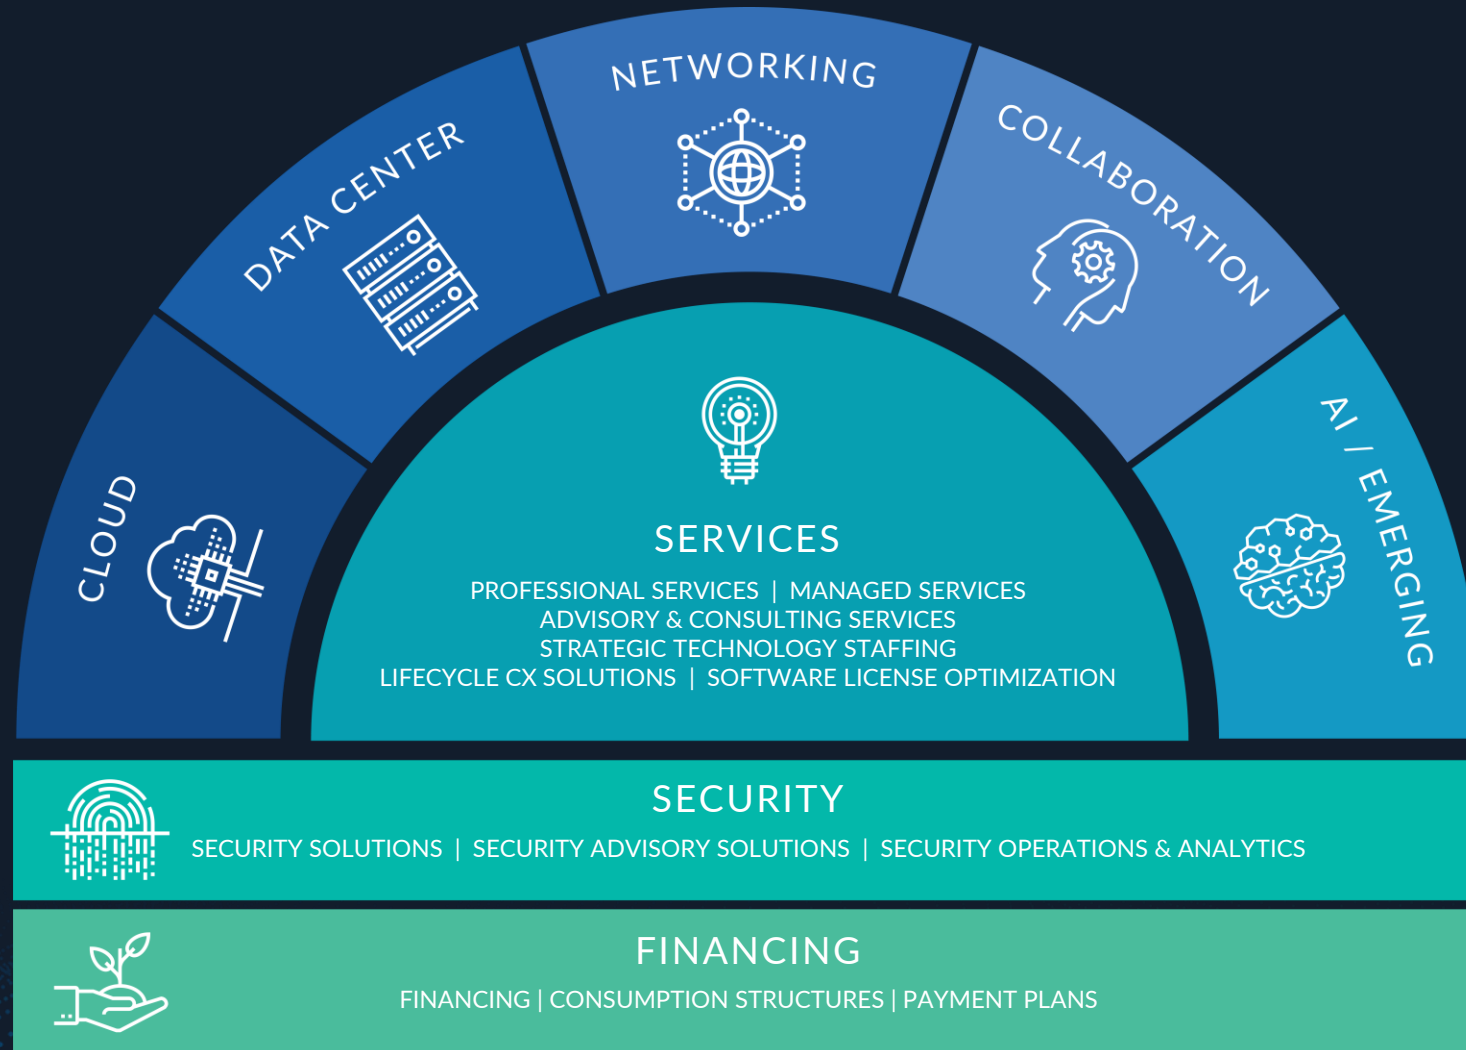 CLOUD
DATA CENTER
NETWORKING
COLLABORATION
AI / EMERGING
SERVICES
PROFESSIONAL SERVICES | MANAGED SERVICES
ADVISORY & CONSULTING SERVICES
STRATEGIC TECHNOLOGY STAFFING
LIFECYCLE CX SOLUTIONS | SOFTWARE LICENSE OPTIMIZATION
SECURITY
SECURITY SOLUTIONS | SECURITY ADVISORY SOLUTIONS | SECURITY OPERATIONS & ANALYTICS
FINANCING
FINANCING | CONSUMPTION STRUCTURES | PAYMENT PLANS